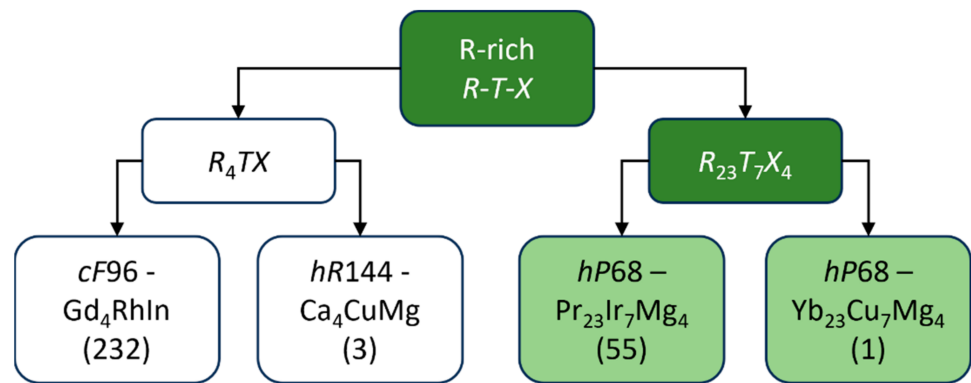 R-rich
R-T-X
R₄TX
R₂₃T₇X₄
cF96 -
Gd₄RhIn
(232)
hR144 -
Ca₄CuMg
(3)
hP68 –
Pr₂₃Ir₇Mg₄
(55)
hP68 –
Yb₂₃Cu₇Mg₄
(1)